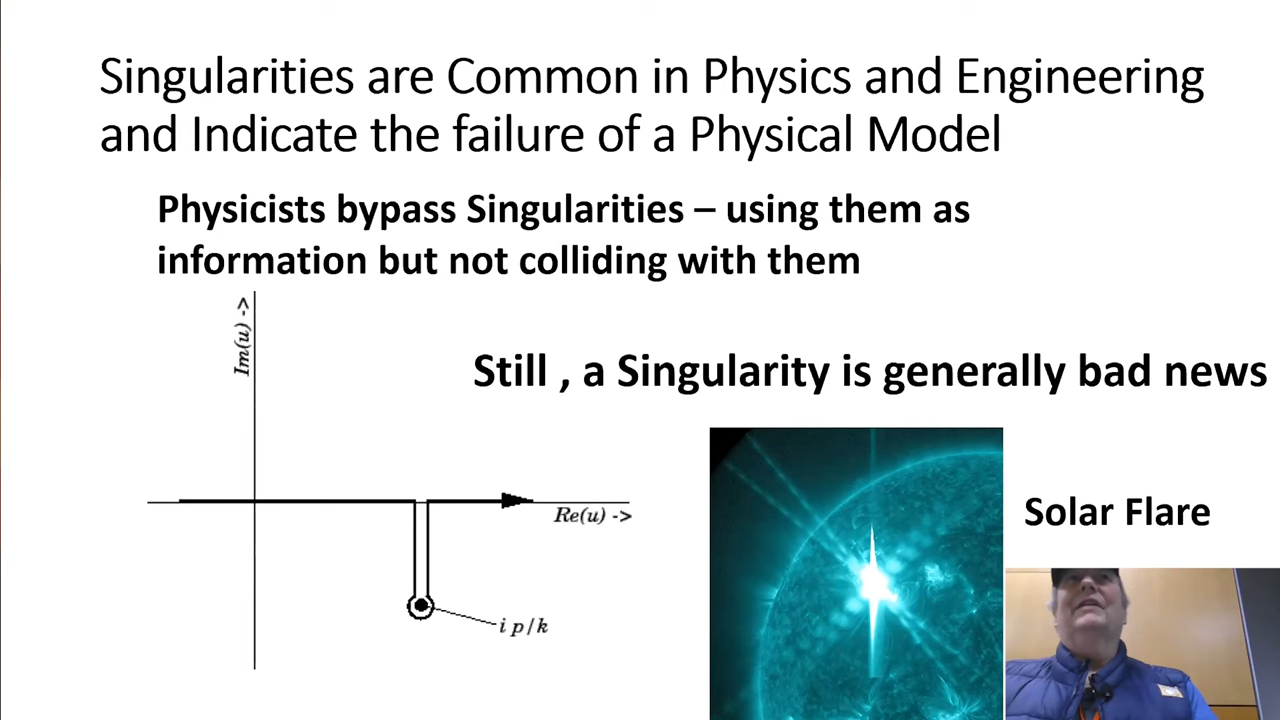 Singularities are Common in Physics and Engineering
and Indicate the failure of a Physical Model
Physicists bypass Singularities – using them as
information but not colliding with them
Im(u) ->
Still , a Singularity is generally bad news
Re(u) ->
Solar Flare
i p/k